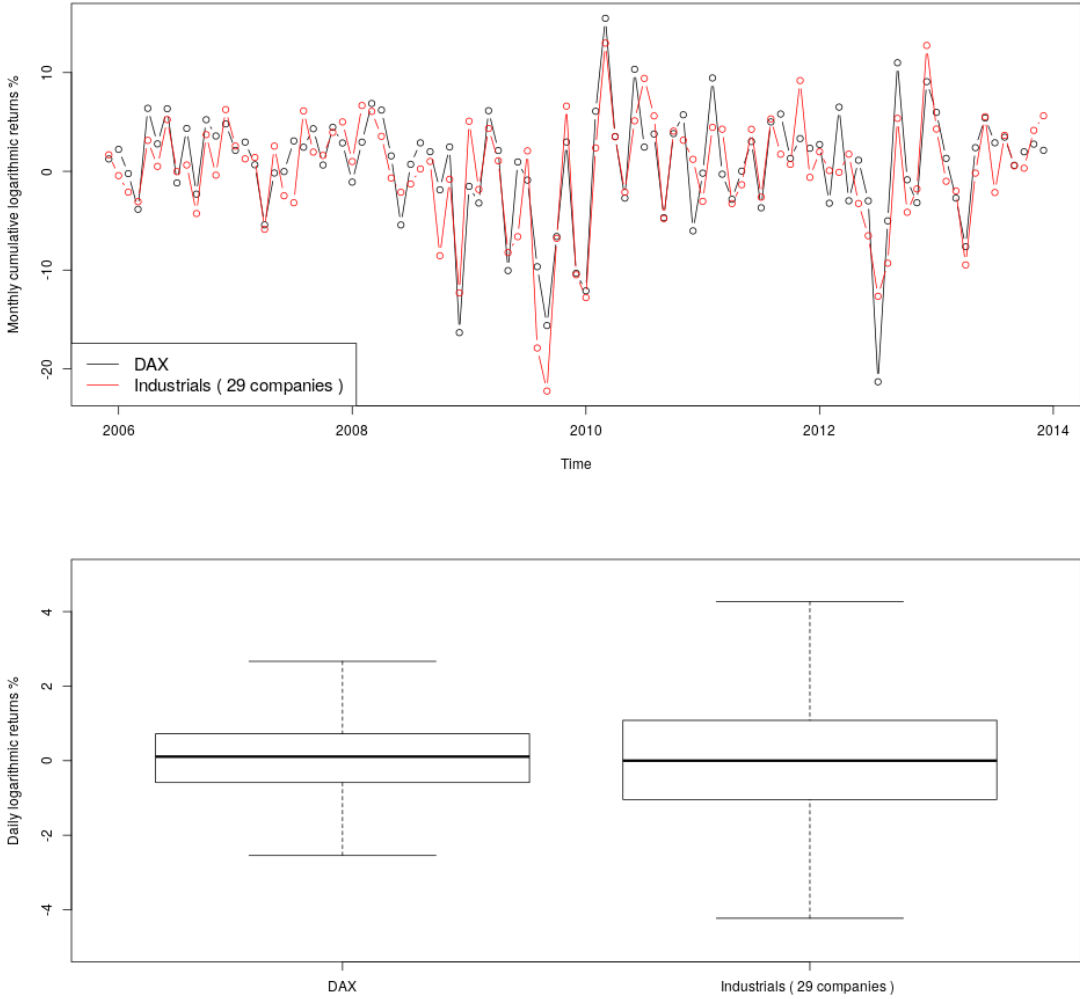 Monthly cumulative logarithmic returns %
10
0
-10
-20
DAX
Industrials ( 29 companies )
2006
2008
2010
2012
2014
Time
Daily logarithmic returns %
4
2
0
-2
-4
DAX
Industrials ( 29 companies )